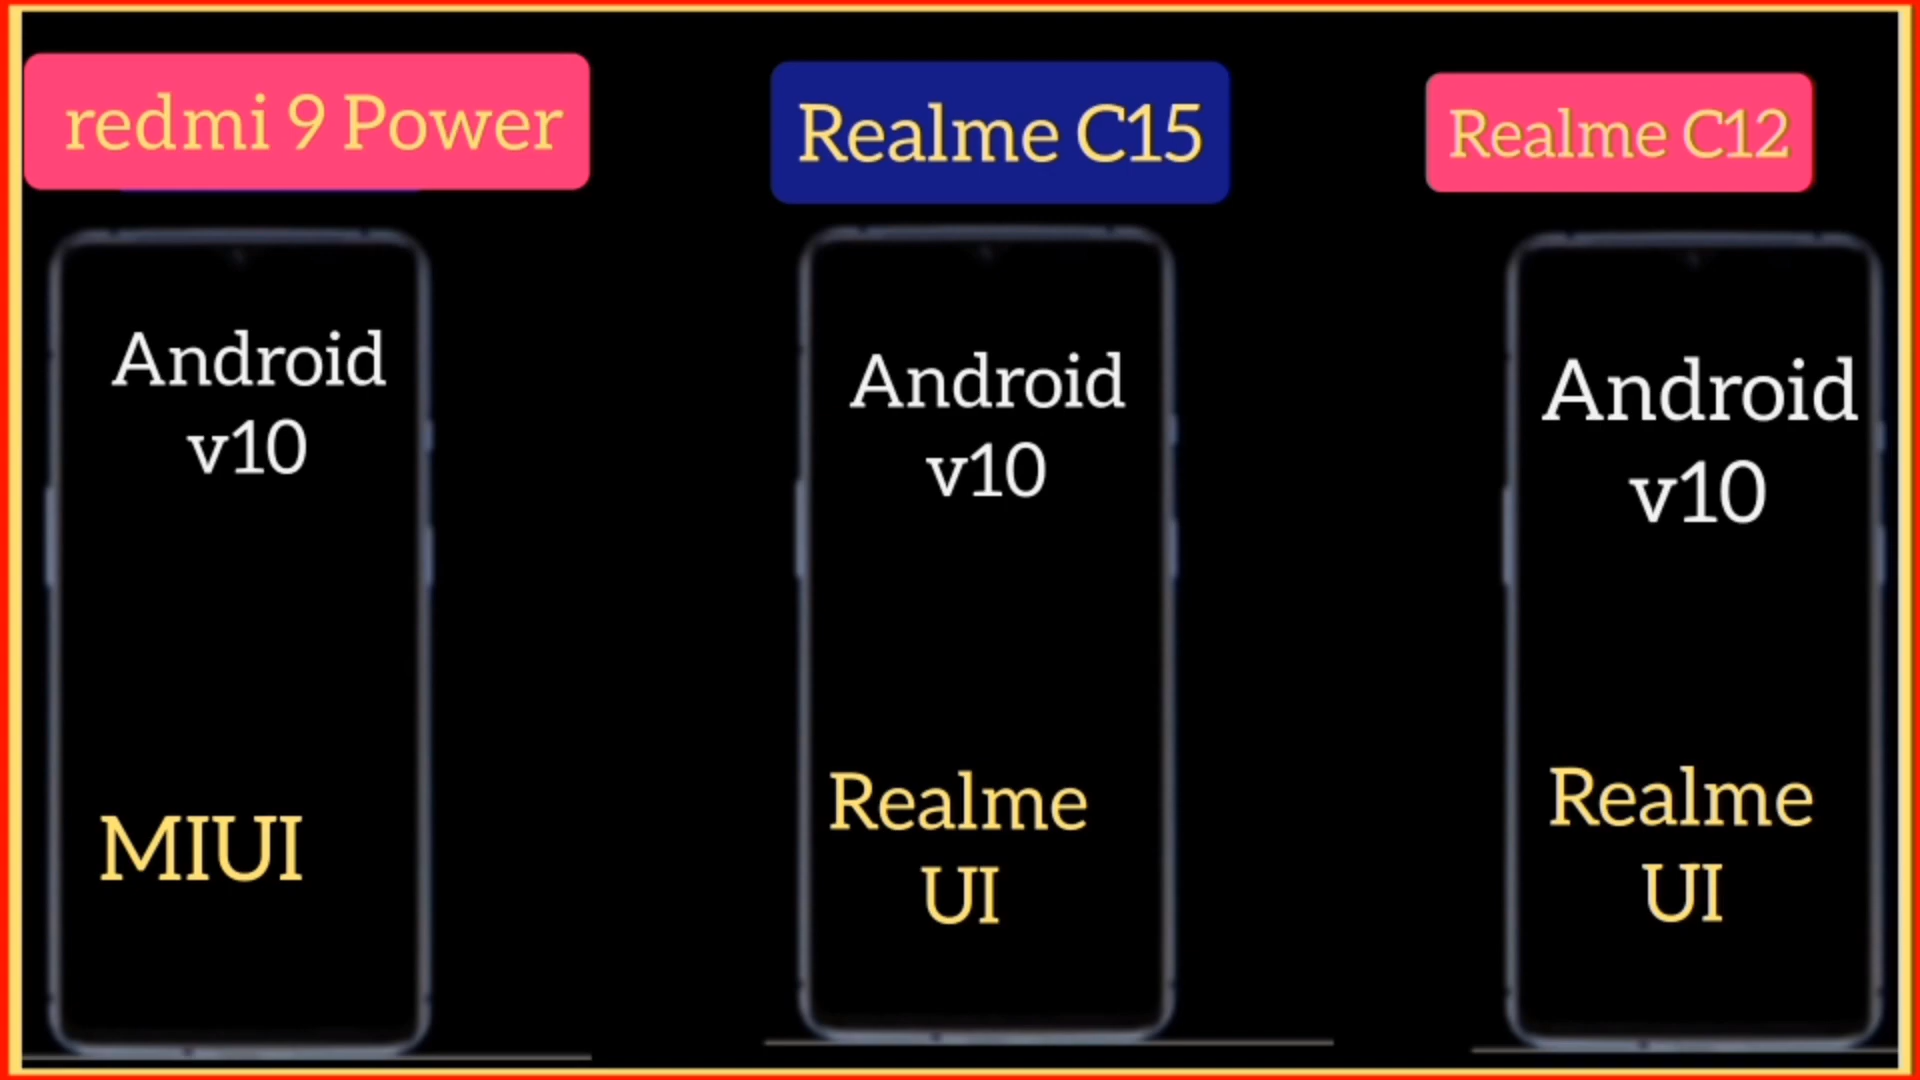 redmi 9 Power
Realme C15
Realme C12
Android
v10
Android
v10
Android
v10
MIUI
Realme
UI
Realme
UI